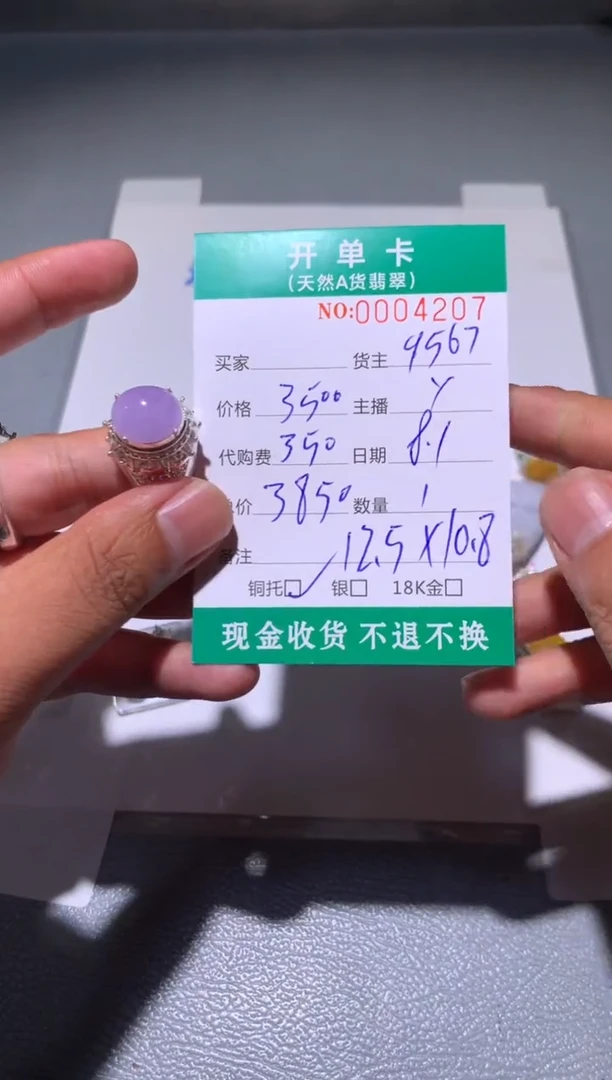 开单卡
(天然A货翡翠)
NO:0004207
买家 货主 9567
价格 3500 主播 Y
代购费 350 日期 8.1
总价 3850 数量 1
备注 12.5X10.8
铜托☑ 银☐ 18K金☐
现金收货 不退不换